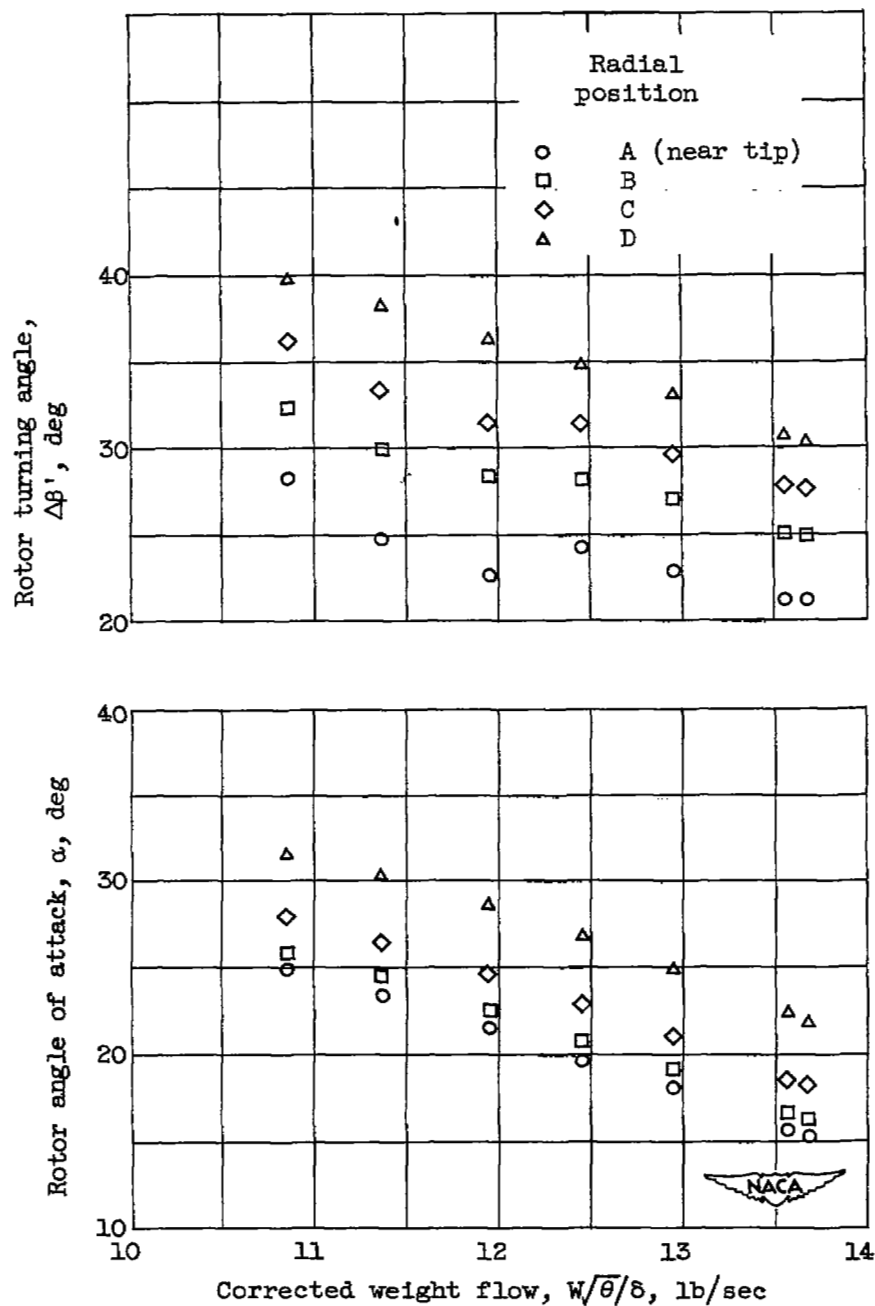 Radial
position
A (near tip)
B
C
D
Rotor turning angle,
Δβ', deg
40
30
20
Rotor angle of attack, α, deg
40
30
20
10
NACA
10 11 12 13 14
Corrected weight flow, W√θ/δ, lb/sec